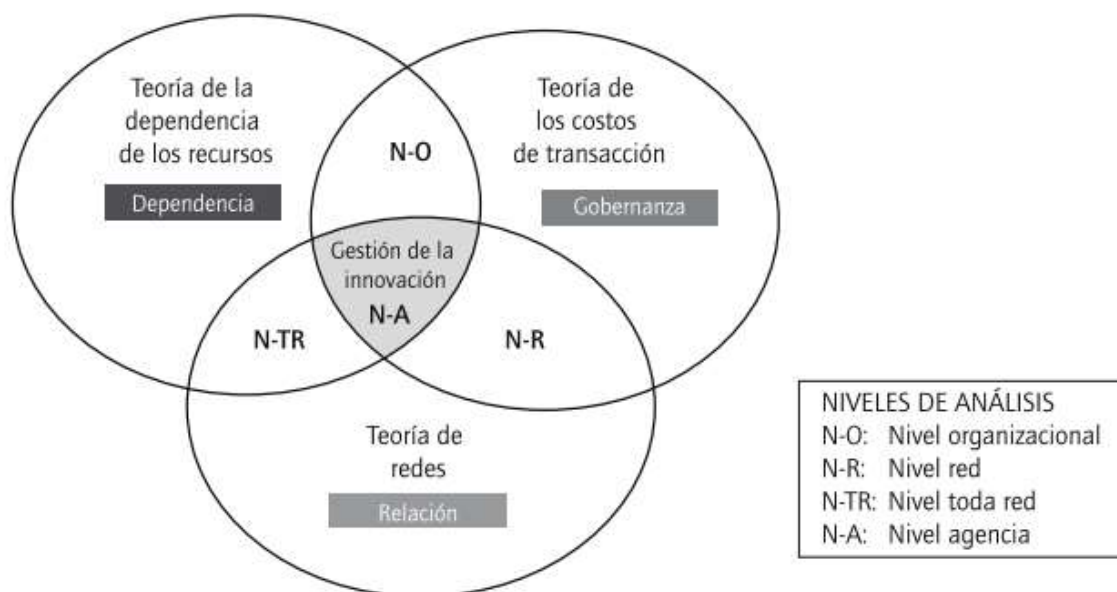 Teoría de la
dependencia
de los recursos
Dependencia
Teoría de
los costos
de transacción
Gobernanza
N-O
Gestión de la
innovación
N-A
N-TR
N-R
Teoría de
redes
Relación
NIVELES DE ANÁLISIS
N-O: Nivel organizacional
N-R: Nivel red
N-TR: Nivel toda red
N-A: Nivel agencia